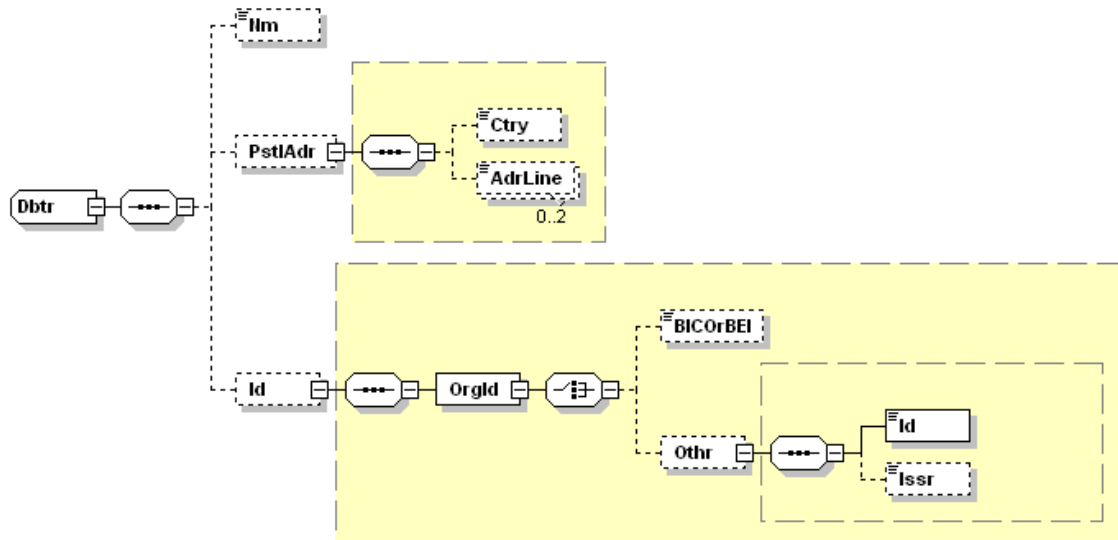 Nm
Ctry
PstlAdr
AdrLine
0..2
Dbtr
BICOrBEI
Id
OrgId
Id
Othr
Issr